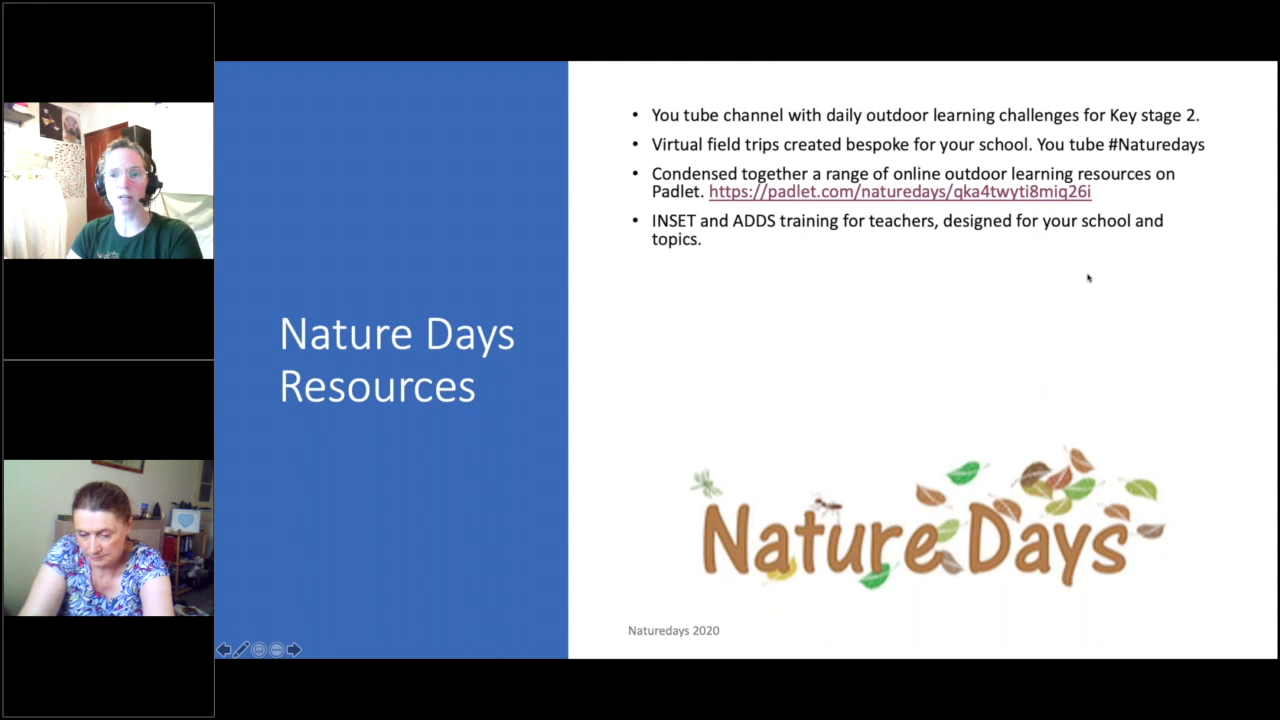 • You tube channel with daily outdoor learning challenges for Key stage 2.
• Virtual field trips created bespoke for your school. You tube #Naturedays
• Condensed together a range of online outdoor learning resources on
Padlet. https://padlet.com/naturedays/qka4twyti8miq26i
• INSET and ADDS training for teachers, designed for your school and
topics.
Nature Days
Resources
Nature Days
Naturedays 2020